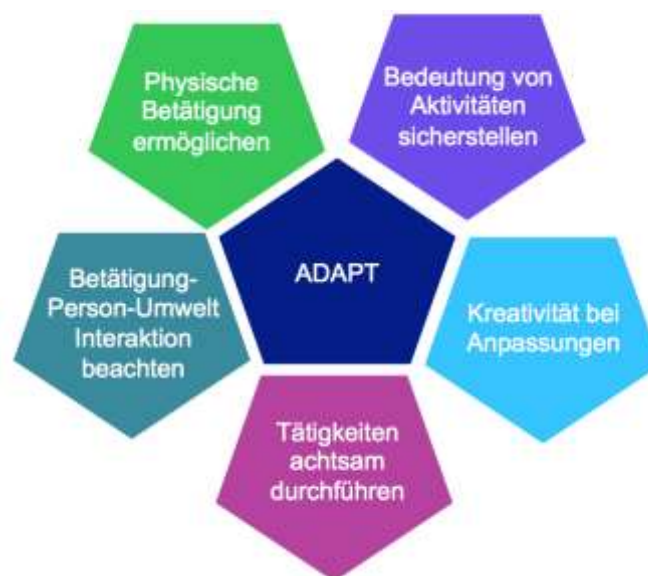 Physische
Betätigung
ermöglichen
Bedeutung von
Aktivitäten
sicherstellen
ADAPT
Betätigung-
Person-Umwelt
Interaktion
beachten
Kreativität bei
Anpassungen
Tätigkeiten
achtsam
durchführen